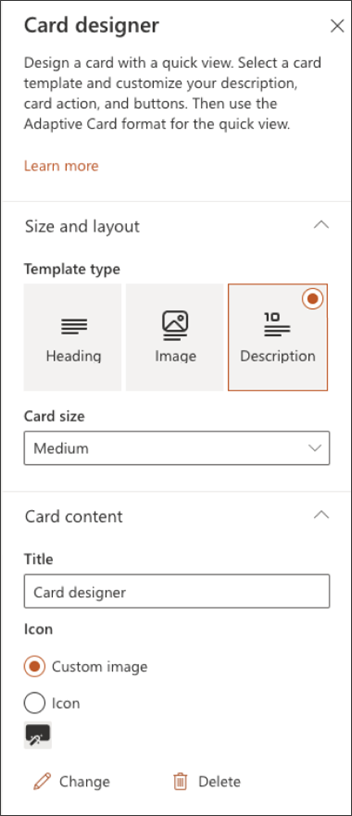 Card designer
Design a card with a quick view. Select a card
template and customize your description,
card action, and buttons. Then use the
Adaptive Card format for the quick view.
Learn more
Size and layout
Template type
Heading Image Description
Card size
Medium
Card content
Title
Card designer
Icon
Custom image
Icon
Change Delete